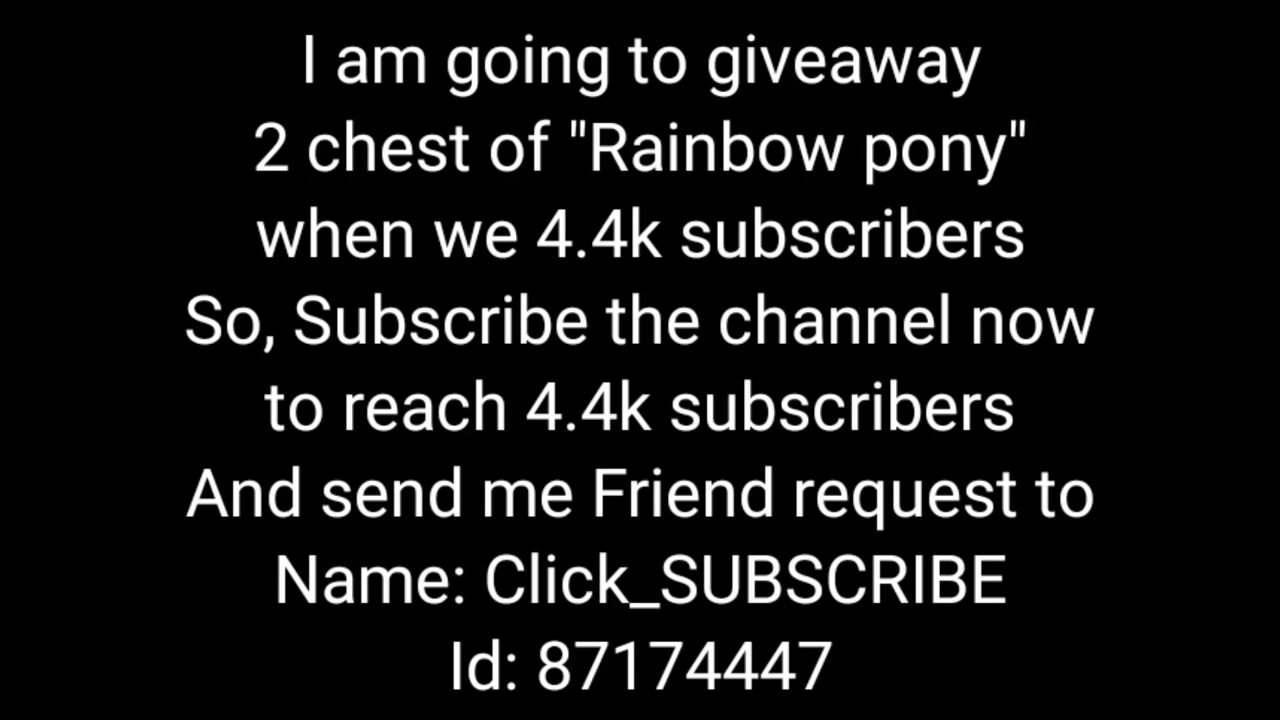 I am going to giveaway
2 chest of "Rainbow pony"
when we 4.4k subscribers
So, Subscribe the channel now
to reach 4.4k subscribers
And send me Friend request to
Name: Click_SUBSCRIBE
Id: 87174447